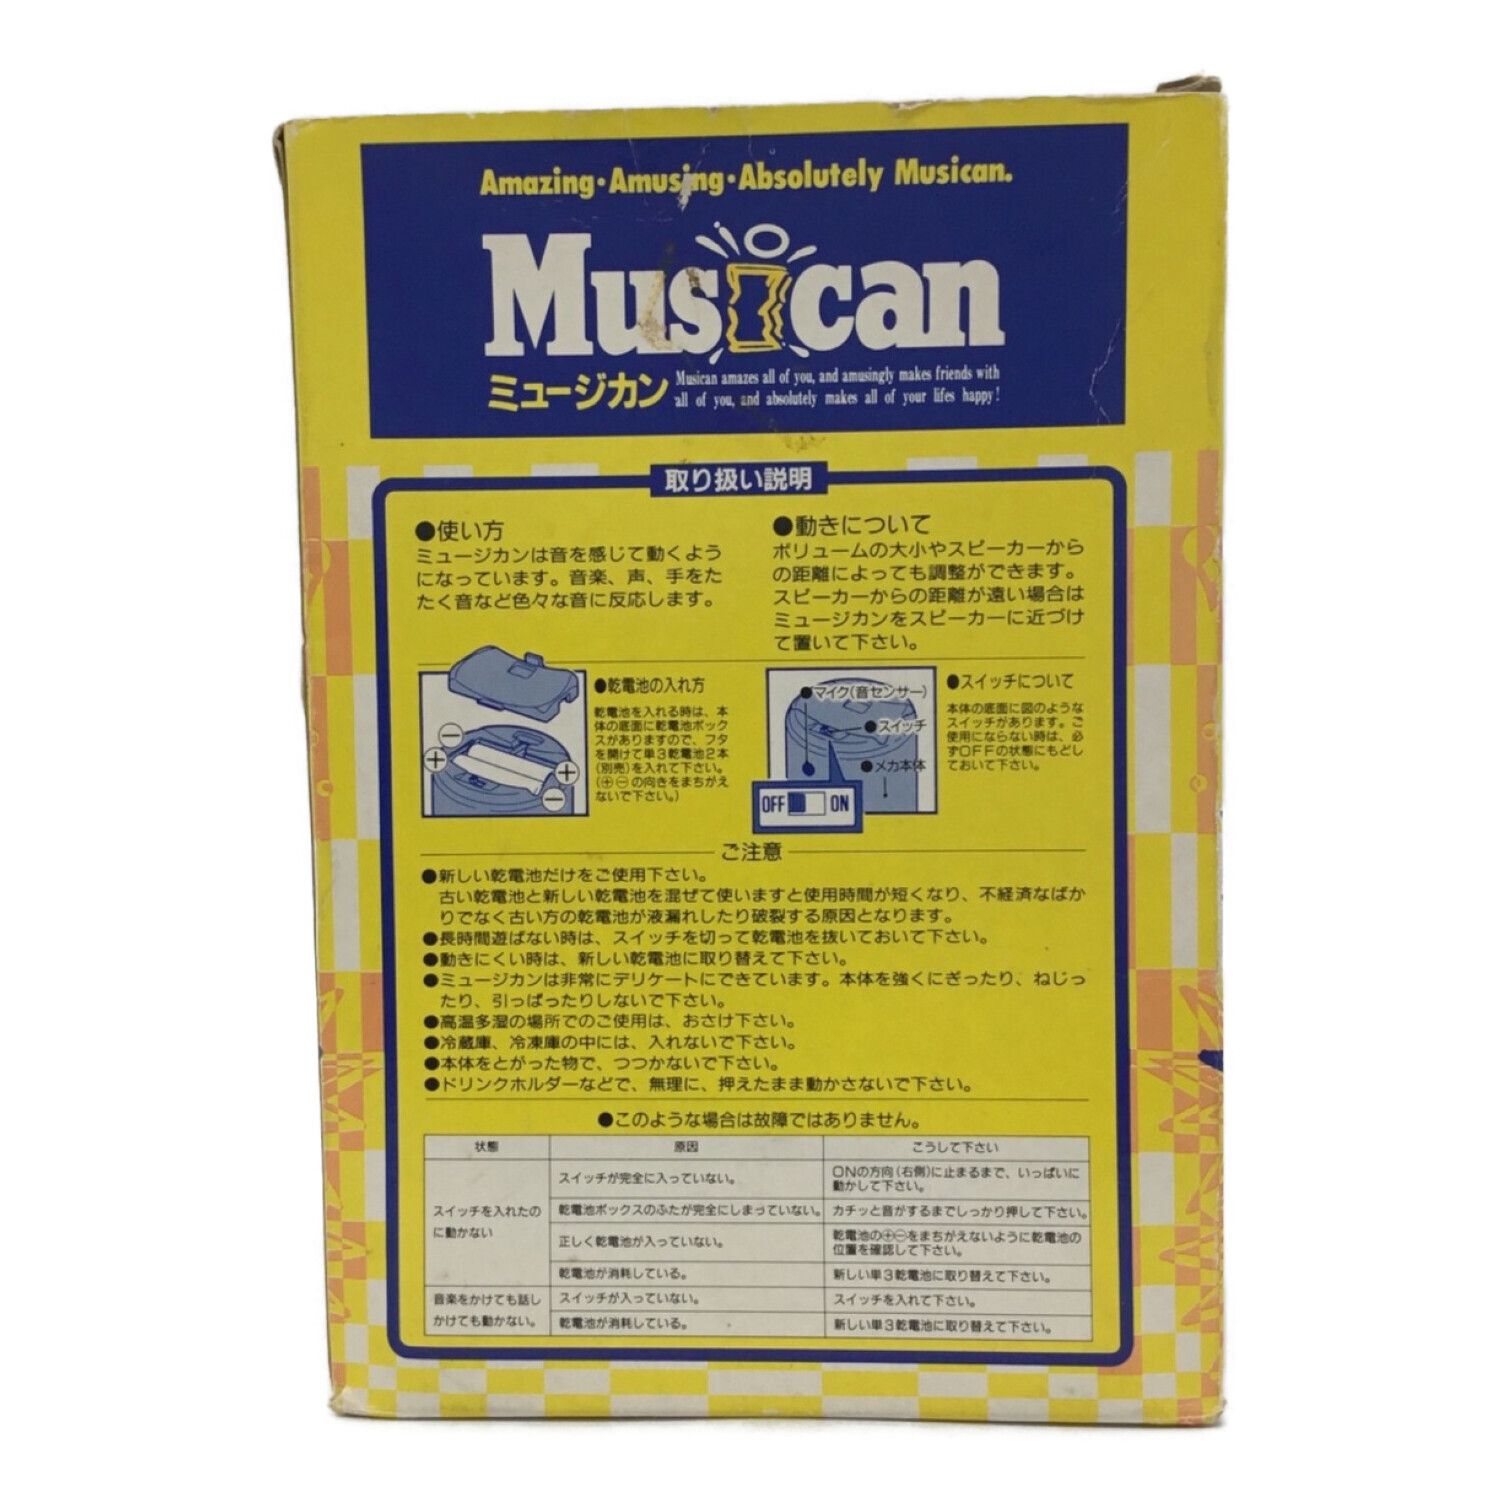 Amazing・Amusing・Absolutely Musican.
Musican
ミュージカン
Musican amazes all of you, and amusingly makes friends with
all of you, and absolutely makes all of your lifes happy!
取り扱い説明
●使い方
ミュージカンは音を感じて動くよう
になっています。音楽、声、手をた
たく音など色々な音に反応します。
●動きについて
ボリュームの大小やスピーカーから
の距離によっても調整ができます。
スピーカーからの距離が遠い場合は
ミュージカンをスピーカーに近づけ
て置いて下さい。
●乾電池の入れ方
乾電池を入れる時は、本
体の底面に乾電池ボック
スがありますので、フタ
を開けて単3乾電池2本
(別売)を入れて下さい。
(⊕⊖の向きをまちがえ
ないで下さい。)
⊖
⊕
⊕
⊖
●マイク(音センサー)
●スイッチ
●メカ本体
OFF ON
●スイッチについて
本体の底面に図のような
スイッチがあります。ご
使用にならない時は、必
ずOFFの状態にもどし
ておいて下さい。
ご注意
●新しい乾電池だけをご使用下さい。
古い乾電池と新しい乾電池を混ぜて使いますと使用時間が短くなり、不経済なばか
りでなく古い方の乾電池が液漏れしたり破裂する原因となります。
●長時間遊ばない時は、スイッチを切って乾電池を抜いておいて下さい。
●動きにくい時は、新しい乾電池に取り替えて下さい。
●ミュージカンは非常にデリケートにできています。本体を強くにぎったり、ねじっ
たり、引っぱったりしないで下さい。
●高温多湿の場所でのご使用は、おさけ下さい。
●冷蔵庫、冷凍庫の中には、入れないで下さい。
●本体をとがった物で、つつかないで下さい。
●ドリンクホルダーなどで、無理に、押えたまま動かさないで下さい。
●このような場合は故障ではありません。
状態 原因 こうして下さい
スイッチを入れたの
に動かない
スイッチが完全に入っていない。
ONの方向(右側)に止まるまで、いっぱいに
動かして下さい。
乾電池ボックスのふたが完全にしまっていない。 カチッと音がするまでしっかり押して下さい。
正しく乾電池が入っていない。
乾電池の⊕⊖をまちがえないように乾電池の
位置を確認して下さい。
乾電池が消耗している。 新しい単3乾電池に取り替えて下さい。
音楽をかけても話し
かけても動かない。
スイッチが入っていない。 スイッチを入れて下さい。
乾電池が消耗している。 新しい単3乾電池に取り替えて下さい。